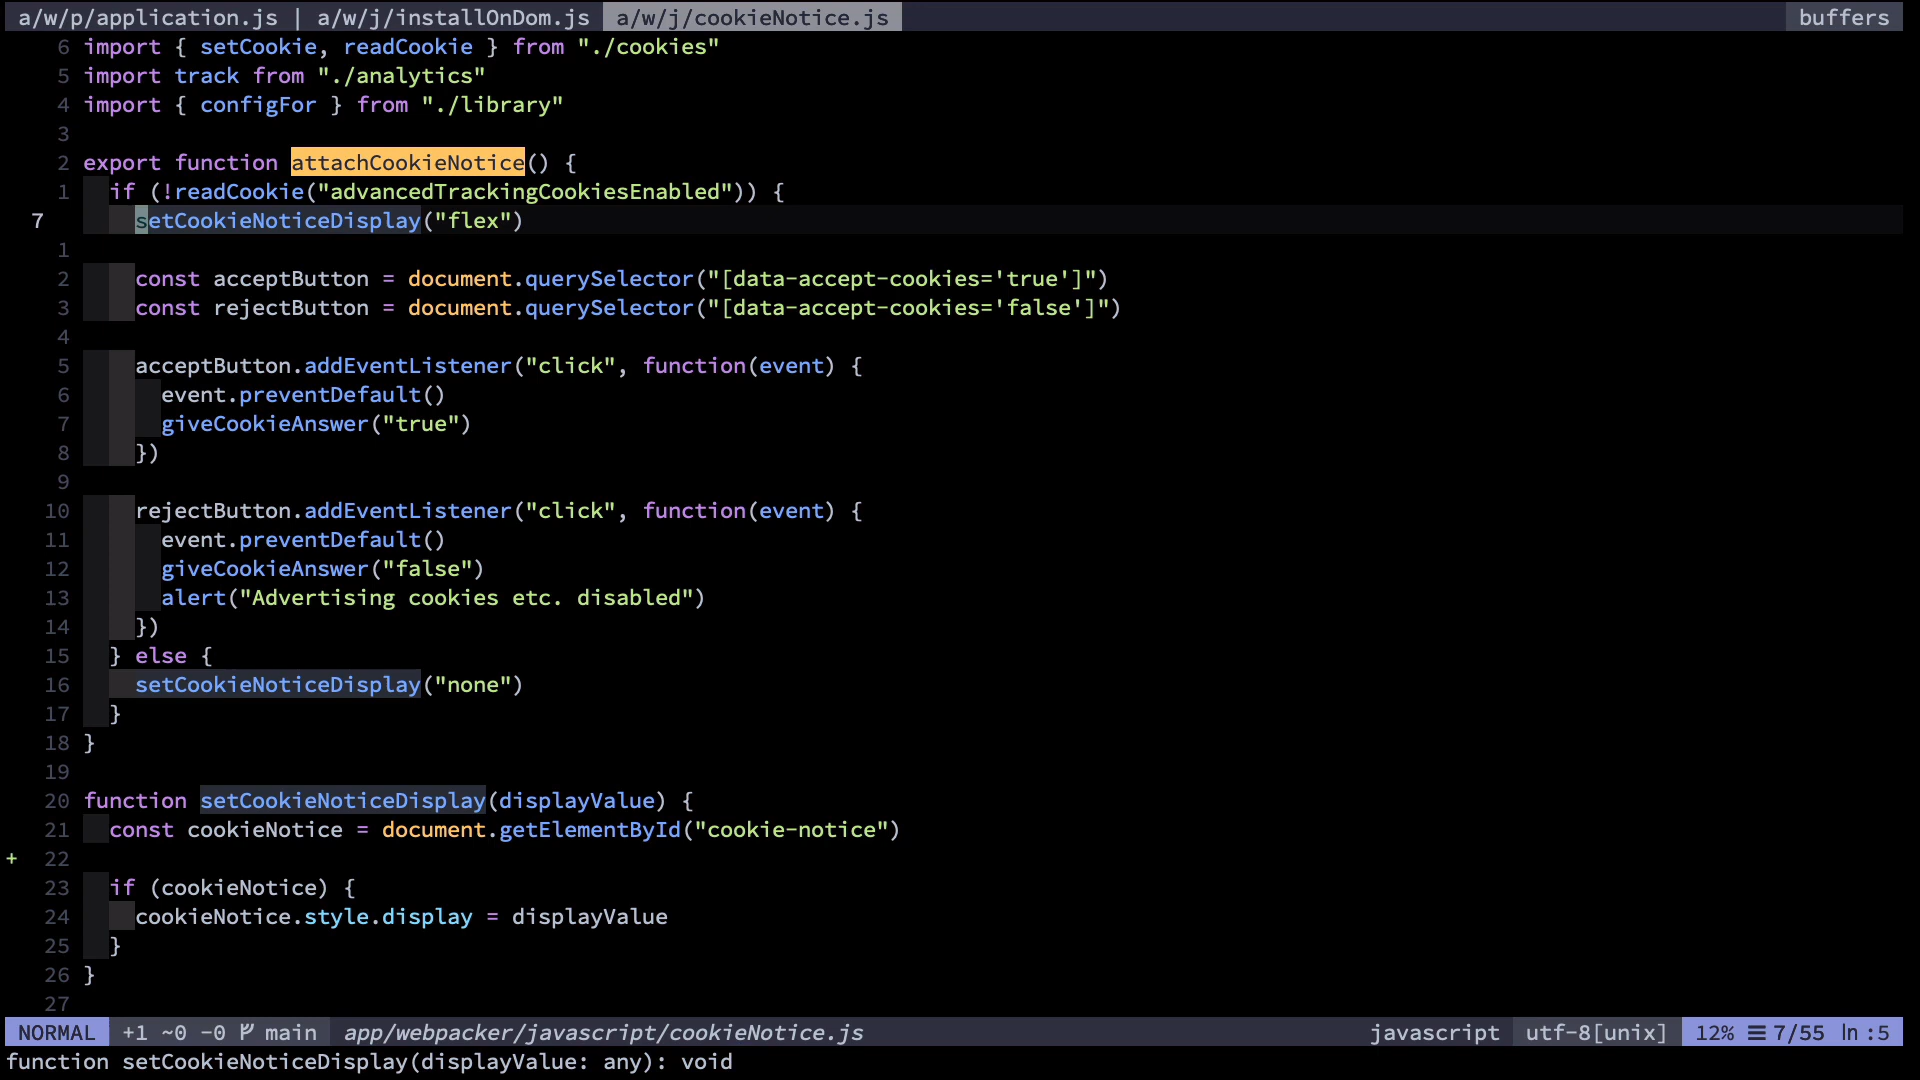 a/w/p/application.js | a/w/j/installOnDom.js a/w/j/cookieNotice.js buffers
6 import { setCookie, readCookie } from "./cookies"
5 import track from "./analytics"
4 import { configFor } from "./library"
3
2 export function attachCookieNotice() {
1   if (!readCookie("advancedTrackingCookiesEnabled")) {
7     setCookieNoticeDisplay("flex")
1
2     const acceptButton = document.querySelector("[data-accept-cookies='true']")
3     const rejectButton = document.querySelector("[data-accept-cookies='false']")
4
5     acceptButton.addEventListener("click", function(event) {
6       event.preventDefault()
7       giveCookieAnswer("true")
8     })
9
10     rejectButton.addEventListener("click", function(event) {
11       event.preventDefault()
12       giveCookieAnswer("false")
13       alert("Advertising cookies etc. disabled")
14     })
15   } else {
16     setCookieNoticeDisplay("none")
17   }
18 }
19
20 function setCookieNoticeDisplay(displayValue) {
21   const cookieNotice = document.getElementById("cookie-notice")
+ 22
23   if (cookieNotice) {
24     cookieNotice.style.display = displayValue
25   }
26 }
27
NORMAL +1 ~0 -0 main app/webpacker/javascript/cookieNotice.js javascript utf-8[unix] 12% ☰ 7/55 ln :5
function setCookieNoticeDisplay(displayValue: any): void